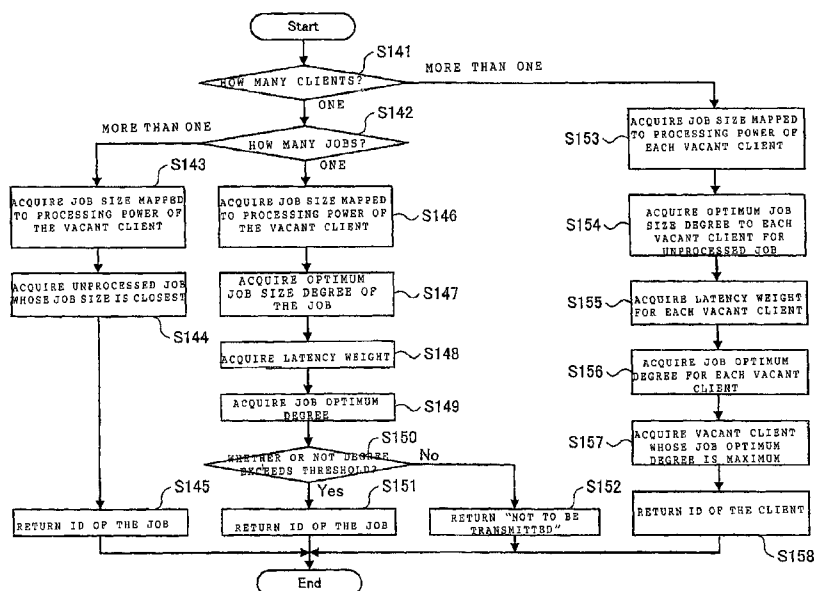 Start
S141
HOW MANY CLIENTS?
MORE THAN ONE
ONE
S142
MORE THAN ONE
HOW MANY JOBS?
ONE
S143
ACQUIRE JOB SIZE MAPPED
TO PROCESSING POWER OF
THE VACANT CLIENT
ACQUIRE UNPROCESSED JOB
WHOSE JOB SIZE IS CLOSEST
S144
S145
RETURN ID OF THE JOB
ACQUIRE JOB SIZE MAPPED
TO PROCESSING POWER OF
THE VACANT CLIENT
S146
ACQUIRE OPTIMUM
JOB SIZE DEGREE OF
THE JOB
S147
ACQUIRE LATENCY WEIGHT
S148
ACQUIRE JOB OPTIMUM
DEGREE
S149
S150
WHETHER OR NOT DEGREE
EXCEEDS THRESHOLD?
No
Yes
S151
RETURN ID OF THE JOB
S152
RETURN "NOT TO BE
TRANSMITTED"
S153
ACQUIRE JOB SIZE MAPPED
TO PROCESSING POWER OF
EACH VACANT CLIENT
S154
ACQUIRE OPTIMUM JOB
SIZE DEGREE TO EACH
VACANT CLIENT FOR
UNPROCESSED JOB
S155
ACQUIRE LATENCY WEIGHT
FOR EACH VACANT CLIENT
S156
ACQUIRE JOB OPTIMUM
DEGREE FOR EACH VACANT
CLIENT
S157
ACQUIRE VACANT CLIENT
WHOSE JOB OPTIMUM
DEGREE IS MAXIMUM
RETURN ID OF THE CLIENT
S158
End